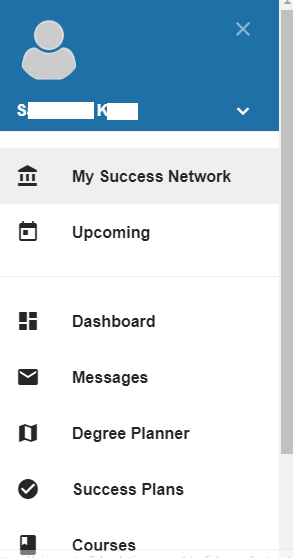 S K
My Success Network
Upcoming
Dashboard
Messages
Degree Planner
Success Plans
Courses